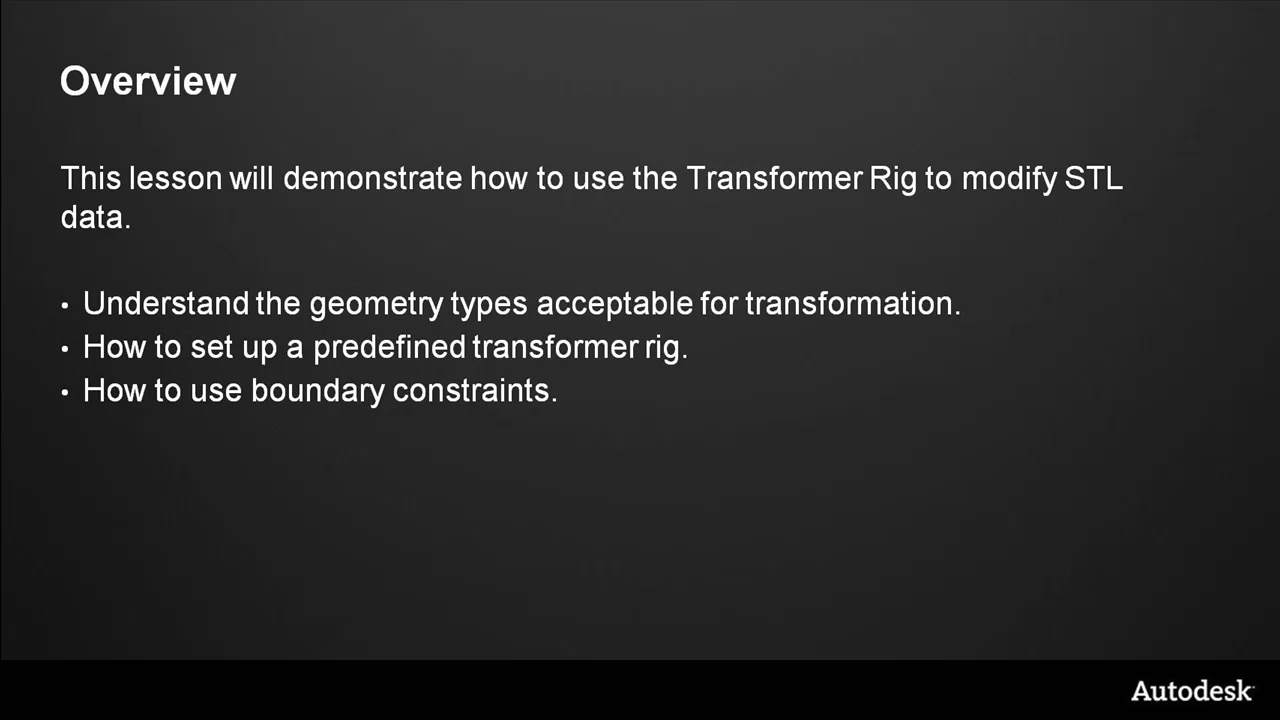 Overview
This lesson will demonstrate how to use the Transformer Rig to modify STL
data.
• Understand the geometry types acceptable for transformation.
• How to set up a predefined transformer rig.
• How to use boundary constraints.
Autodesk